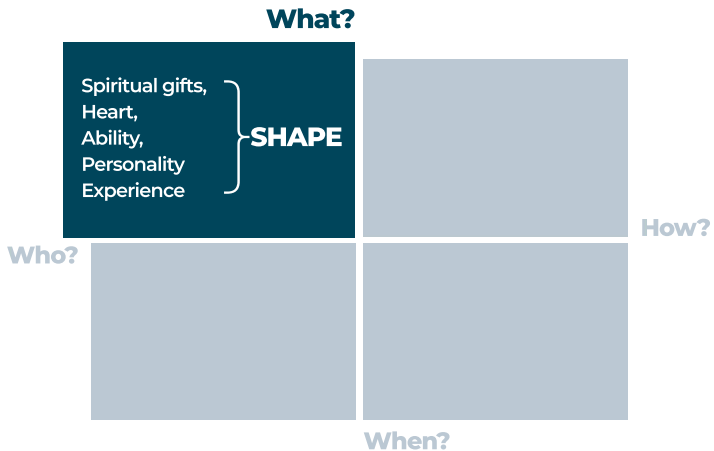 What?
Spiritual gifts,
Heart,
Ability,
Personality
Experience
SHAPE
How?
Who?
When?